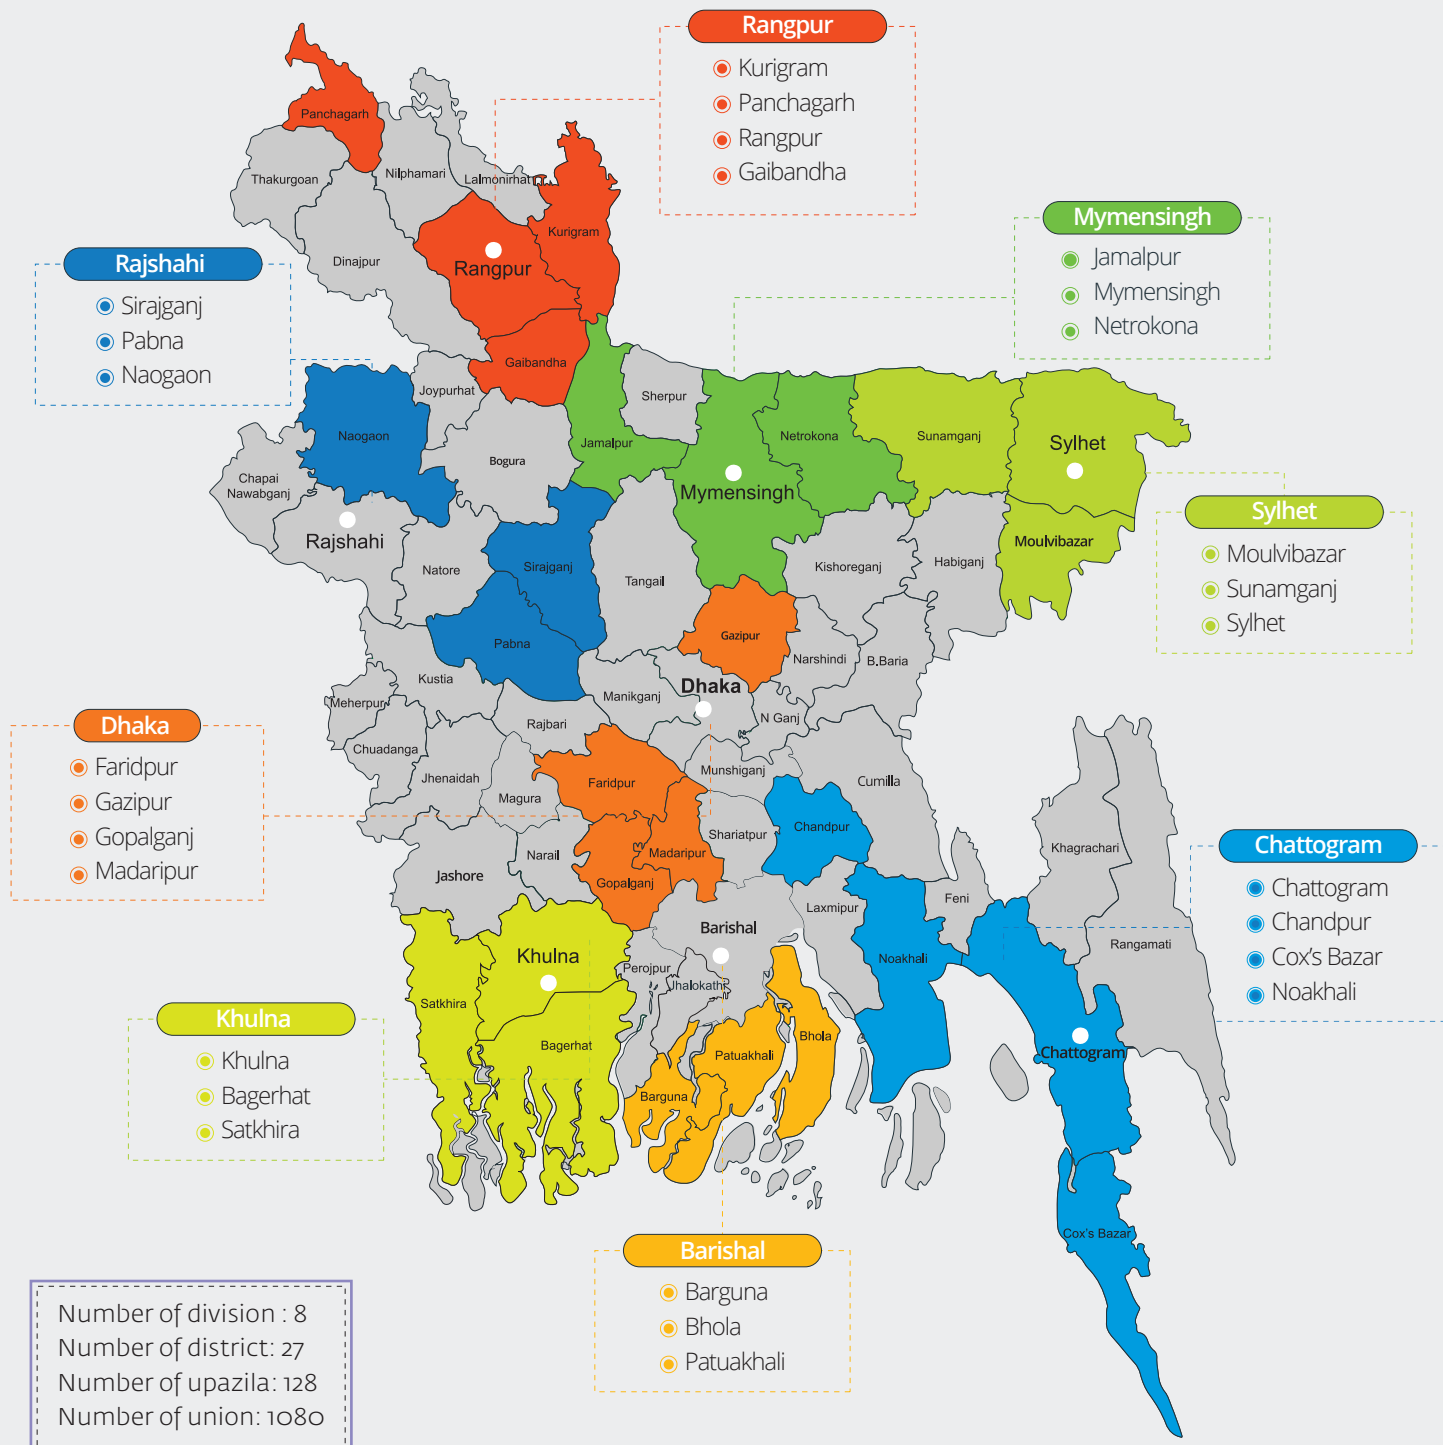 Rangpur
Kurigram
Panchagarh
Rangpur
Gaibandha
Mymensingh
Jamalpur
Mymensingh
Netrokona
Rajshahi
Sirajganj
Pabna
Naogaon
Sylhet
Moulvibazar
Sunamganj
Sylhet
Dhaka
Faridpur
Gazipur
Gopalganj
Madaripur
Chattogram
Chattogram
Chandpur
Cox's Bazar
Noakhali
Khulna
Khulna
Bagerhat
Satkhira
Barishal
Barguna
Bhola
Patuakhali
Panchagarh
Thakurgoan
Nilphamari
Lalmonirhat
Dinajpur
Kurigram
Rangpur
Gaibandha
Joypurhat
Sherpur
Naogaon
Jamalpur
Netrokona
Sunamganj
Sylhet
Bogura
Chapai
Nawabganj
Mymensingh
Rajshahi
Moulvibazar
Natore
Sirajganj
Tangail
Kishoreganj
Habiganj
Pabna
Gazipur
Narshindi
B.Baria
Kustia
Manikganj
Dhaka
Meherpur
Rajbari
N Ganj
Chuadanga
Jhenaidah
Magura
Faridpur
Munshiganj
Cumilla
Shariatpur
Chandpur
Khagrachari
Jashore
Narail
Gopalganj
Madaripur
Laxmipur
Feni
Barishal
Rangamati
Khulna
Perojpur
Jhalokathi
Noakhali
Satkhira
Bagerhat
Patuakhali
Bhola
Chattogram
Barguna
Cox's Bazar
Number of division : 8
Number of district: 27
Number of upazila: 128
Number of union: 1080